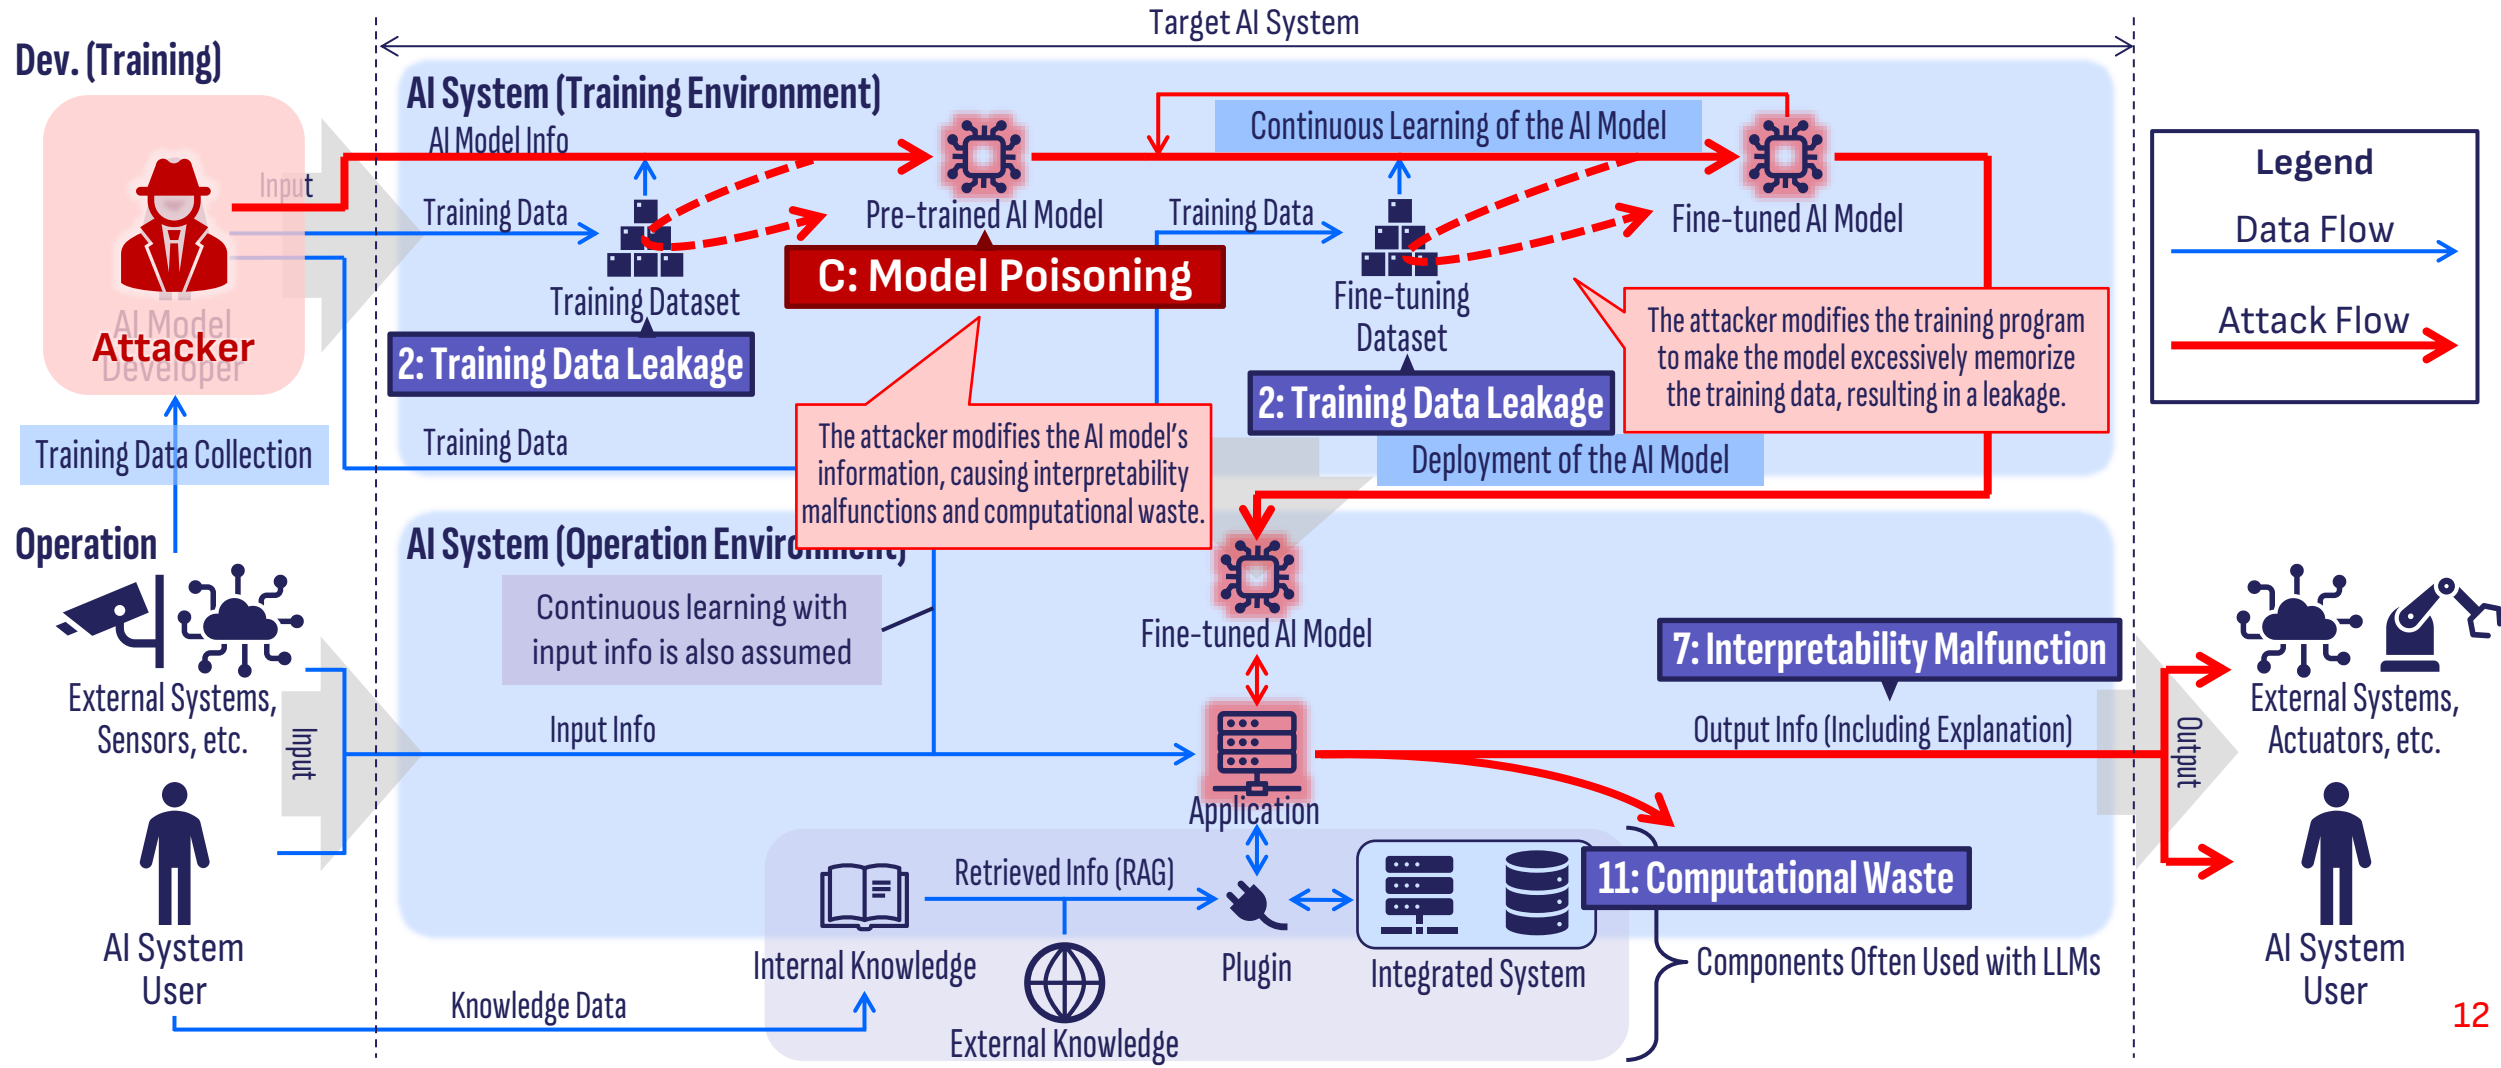 Target AI System
Dev. (Training)
AI System (Training Environment)
Continuous Learning of the AI Model
AI Model Info
Input
Training Data
Pre-trained AI Model
Training Data
Fine-tuned AI Model
Legend
Data Flow
Attack Flow
C: Model Poisoning
Training Dataset
Fine-tuning
Dataset
AI Model
Developer
Attacker
2: Training Data Leakage
2: Training Data Leakage
The attacker modifies the training program
to make the model excessively memorize
the training data, resulting in a leakage.
Training Data Collection
Training Data
The attacker modifies the AI model's
information, causing interpretability
malfunctions and computational waste.
Deployment of the AI Model
Operation
AI System (Operation Environment)
Continuous learning with
input info is also assumed
Fine-tuned AI Model
7: Interpretability Malfunction
External Systems,
Sensors, etc.
Input
Input Info
Output Info (Including Explanation)
Output
External Systems,
Actuators, etc.
Application
Retrieved Info (RAG)
11: Computational Waste
AI System
User
Internal Knowledge
Plugin
Integrated System
Components Often Used with LLMs
AI System
User
Knowledge Data
External Knowledge
12